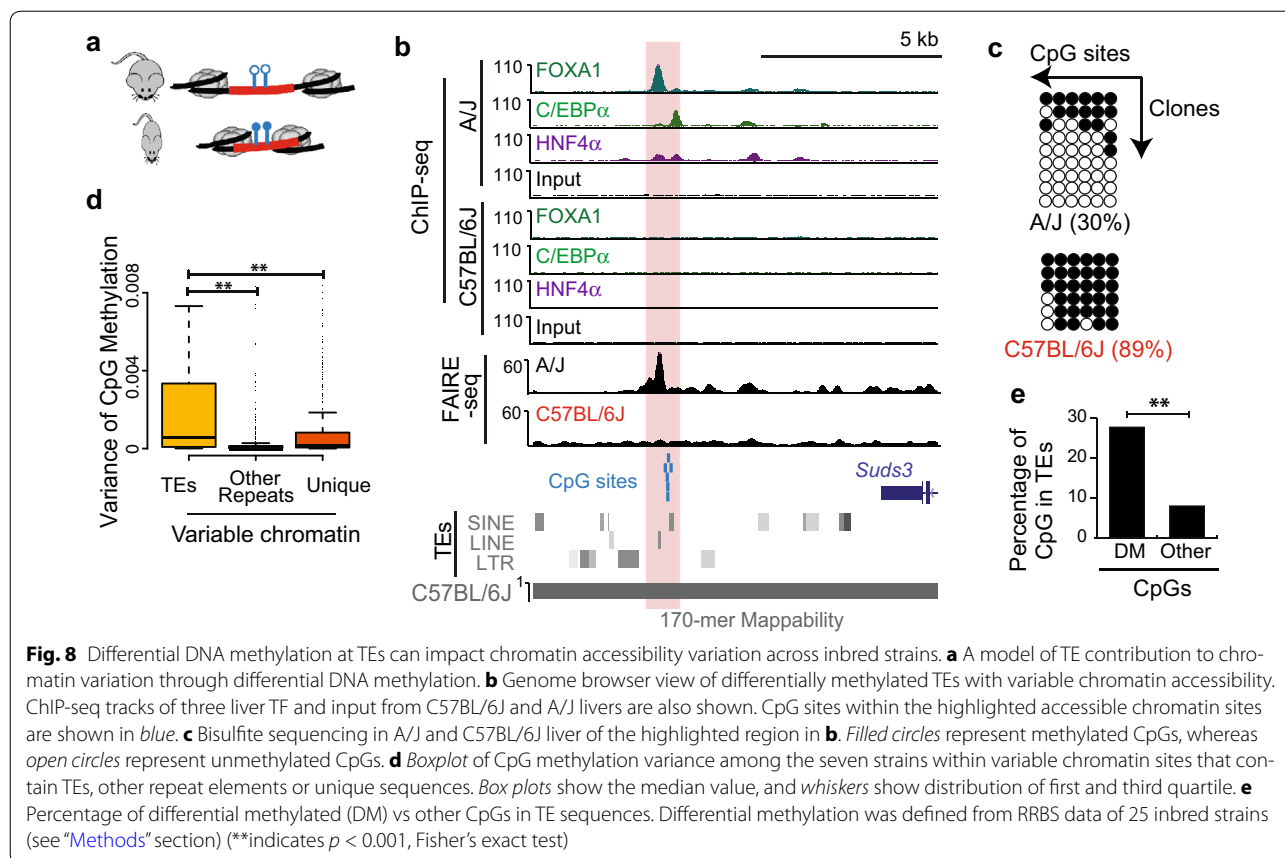 a
b
5 kb
c
CpG sites
Clones
ChIP-seq
A/J
110 FOXA1
110 C/EBPα
110 HNF4α
110 Input
C57BL/6J
110 FOXA1
110 C/EBPα
110 HNF4α
110 Input
FAIRE
-seq
60 A/J
60 C57BL/6J
CpG sites
Suds3
TEs
SINE
LINE
LTR
C57BL/6J 1
170-mer Mappability
A/J (30%)
C57BL/6J (89%)
d
Variance of CpG Methylation
0.008
0.004
0
**
**
TEs
Other
Repeats
Unique
Variable chromatin
e
Percentage of
CpG in TEs
30
20
10
0
**
DM
Other
CpGs
Fig. 8 Differential DNA methylation at TEs can impact chromatin accessibility variation across inbred strains. a A model of TE contribution to chro-
matin variation through differential DNA methylation. b Genome browser view of differentially methylated TEs with variable chromatin accessibility.
ChIP-seq tracks of three liver TF and input from C57BL/6J and A/J livers are also shown. CpG sites within the highlighted accessible chromatin sites
are shown in blue. c Bisulfite sequencing in A/J and C57BL/6J liver of the highlighted region in b. Filled circles represent methylated CpGs, whereas
open circles represent unmethylated CpGs. d Boxplot of CpG methylation variance among the seven strains within variable chromatin sites that con-
tain TEs, other repeat elements or unique sequences. Box plots show the median value, and whiskers show distribution of first and third quartile. e
Percentage of differential methylated (DM) vs other CpGs in TE sequences. Differential methylation was defined from RRBS data of 25 inbred strains
(see “Methods” section) (**indicates p < 0.001, Fisher’s exact test)